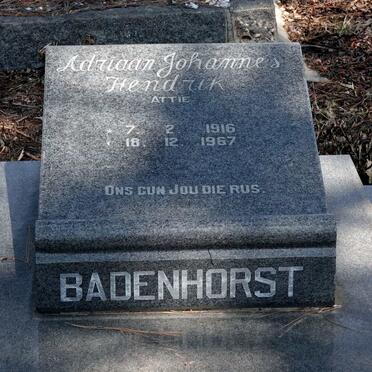 Adriaan Johannes
Hendrik
ATTIE
* 7. 2. 1916
† 18. 12. 1967
ONS GUN JOU DIE RUS.
BADENHORST